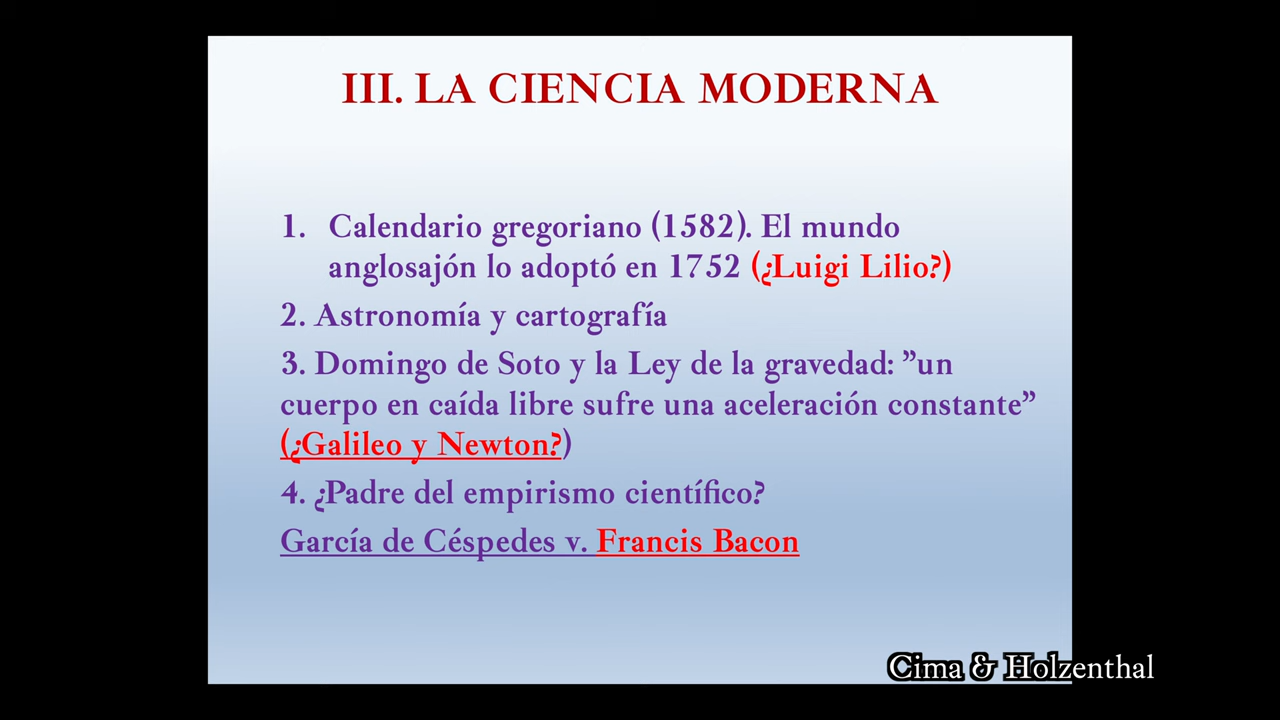 III. LA CIENCIA MODERNA
1. Calendario gregoriano (1582). El mundo
anglosajón lo adoptó en 1752 (¿Luigi Lilio?)
2. Astronomía y cartografía
3. Domingo de Soto y la Ley de la gravedad: ”un
cuerpo en caída libre sufre una aceleración constante”
(¿Galileo y Newton?)
4. ¿Padre del empirismo científico?
García de Céspedes v. Francis Bacon
Cima & Holzenthal